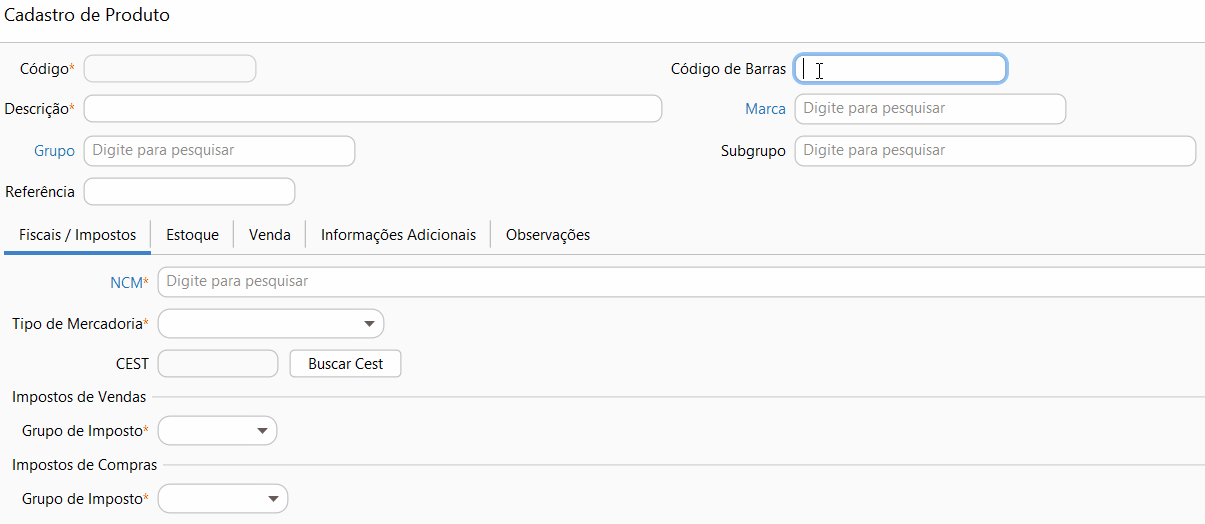 Cadastro de Produto
Código* Código de Barras
Descrição* Marca Digite para pesquisar
Grupo Digite para pesquisar Subgrupo Digite para pesquisar
Referência
Fiscais / Impostos Estoque Venda Informações Adicionais Observações
NCM* Digite para pesquisar
Tipo de Mercadoria*
CEST Buscar Cest
Impostos de Vendas
Grupo de Imposto*
Impostos de Compras
Grupo de Imposto*